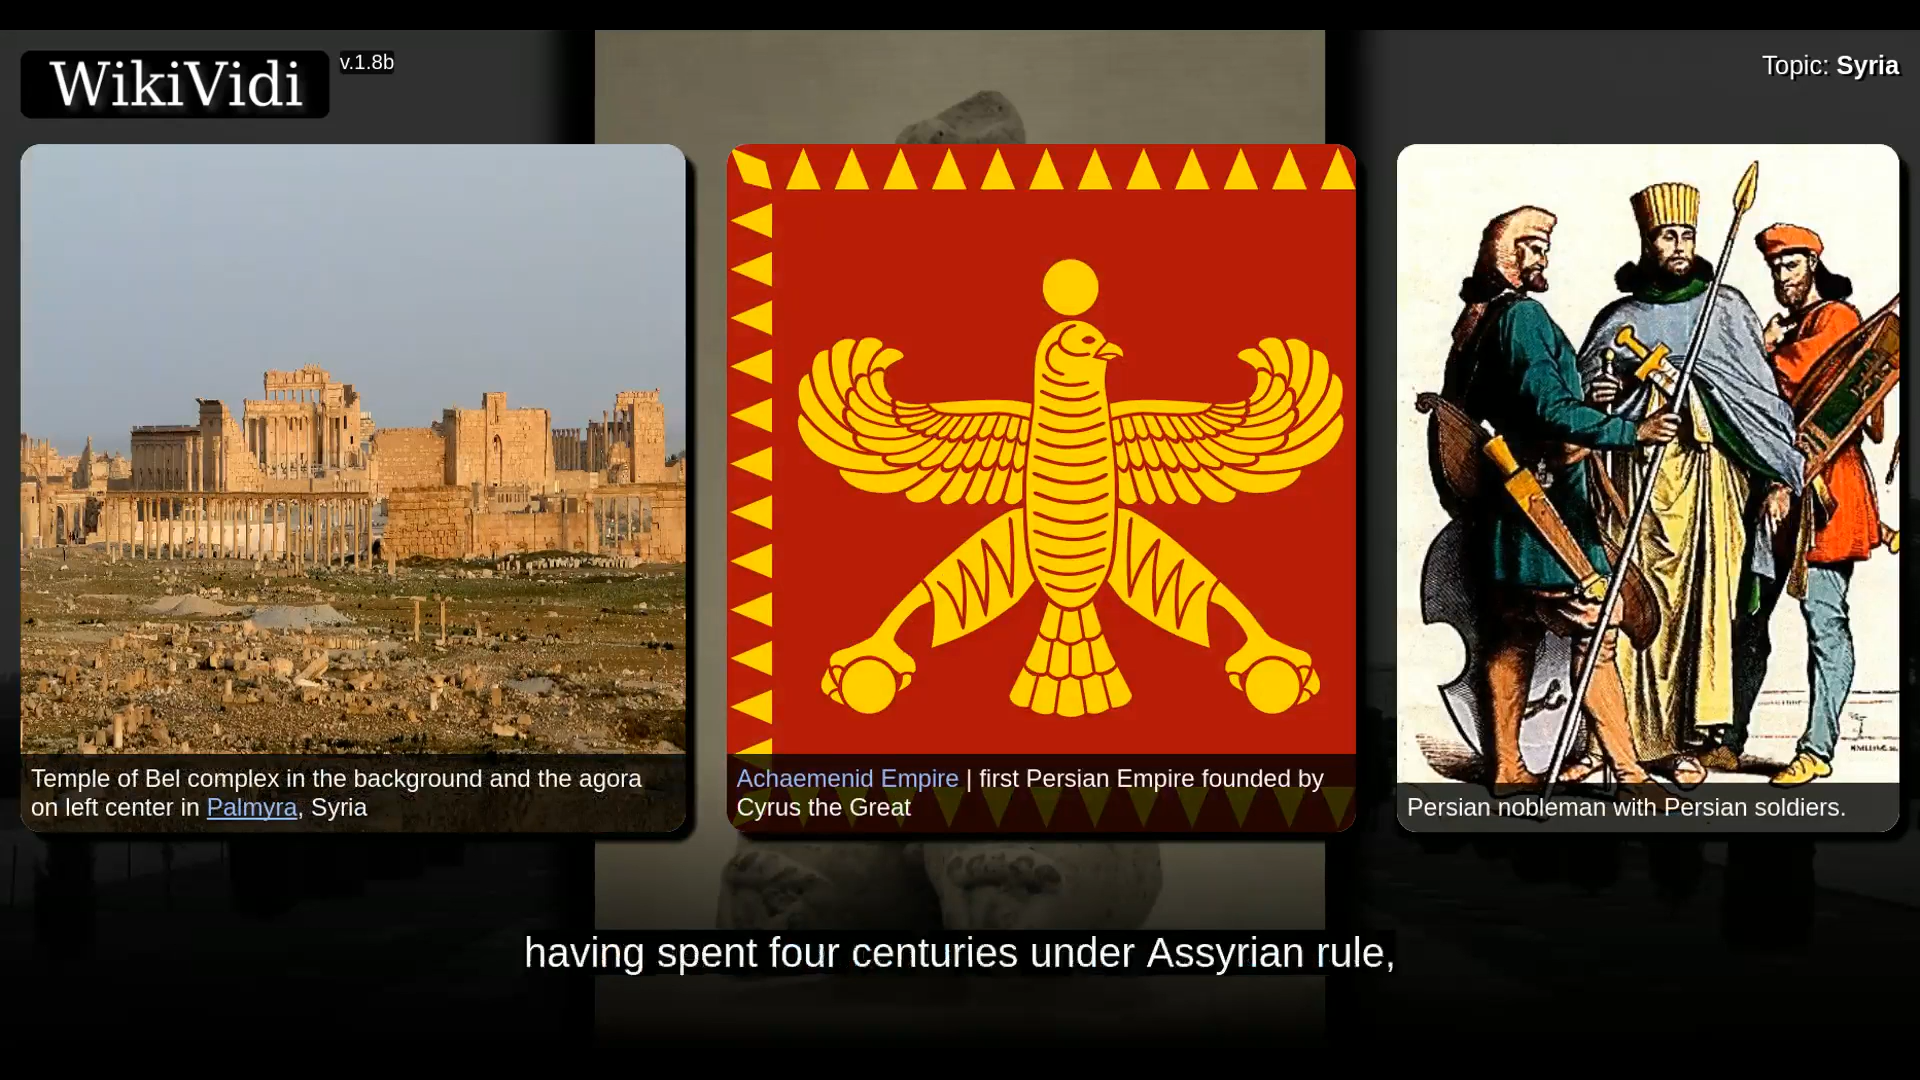 WikiVidi
v.1.8b
Topic: Syria
Temple of Bel complex in the background and the agora
on left center in Palmyra, Syria
Achaemenid Empire | first Persian Empire founded by
Cyrus the Great
Persian nobleman with Persian soldiers.
having spent four centuries under Assyrian rule,